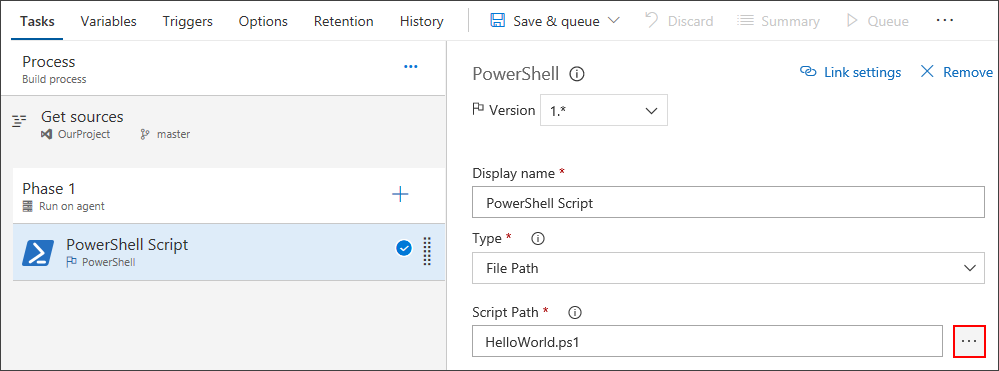 Tasks Variables Triggers Options Retention History Save & queue Discard Summary Queue ...
Process ...
Build process
Get sources
OurProject master
Phase 1
Run on agent
PowerShell Script
PowerShell
PowerShell Link settings Remove
Version 1.*
Display name *
PowerShell Script
Type *
File Path
Script Path *
HelloWorld.ps1 ...